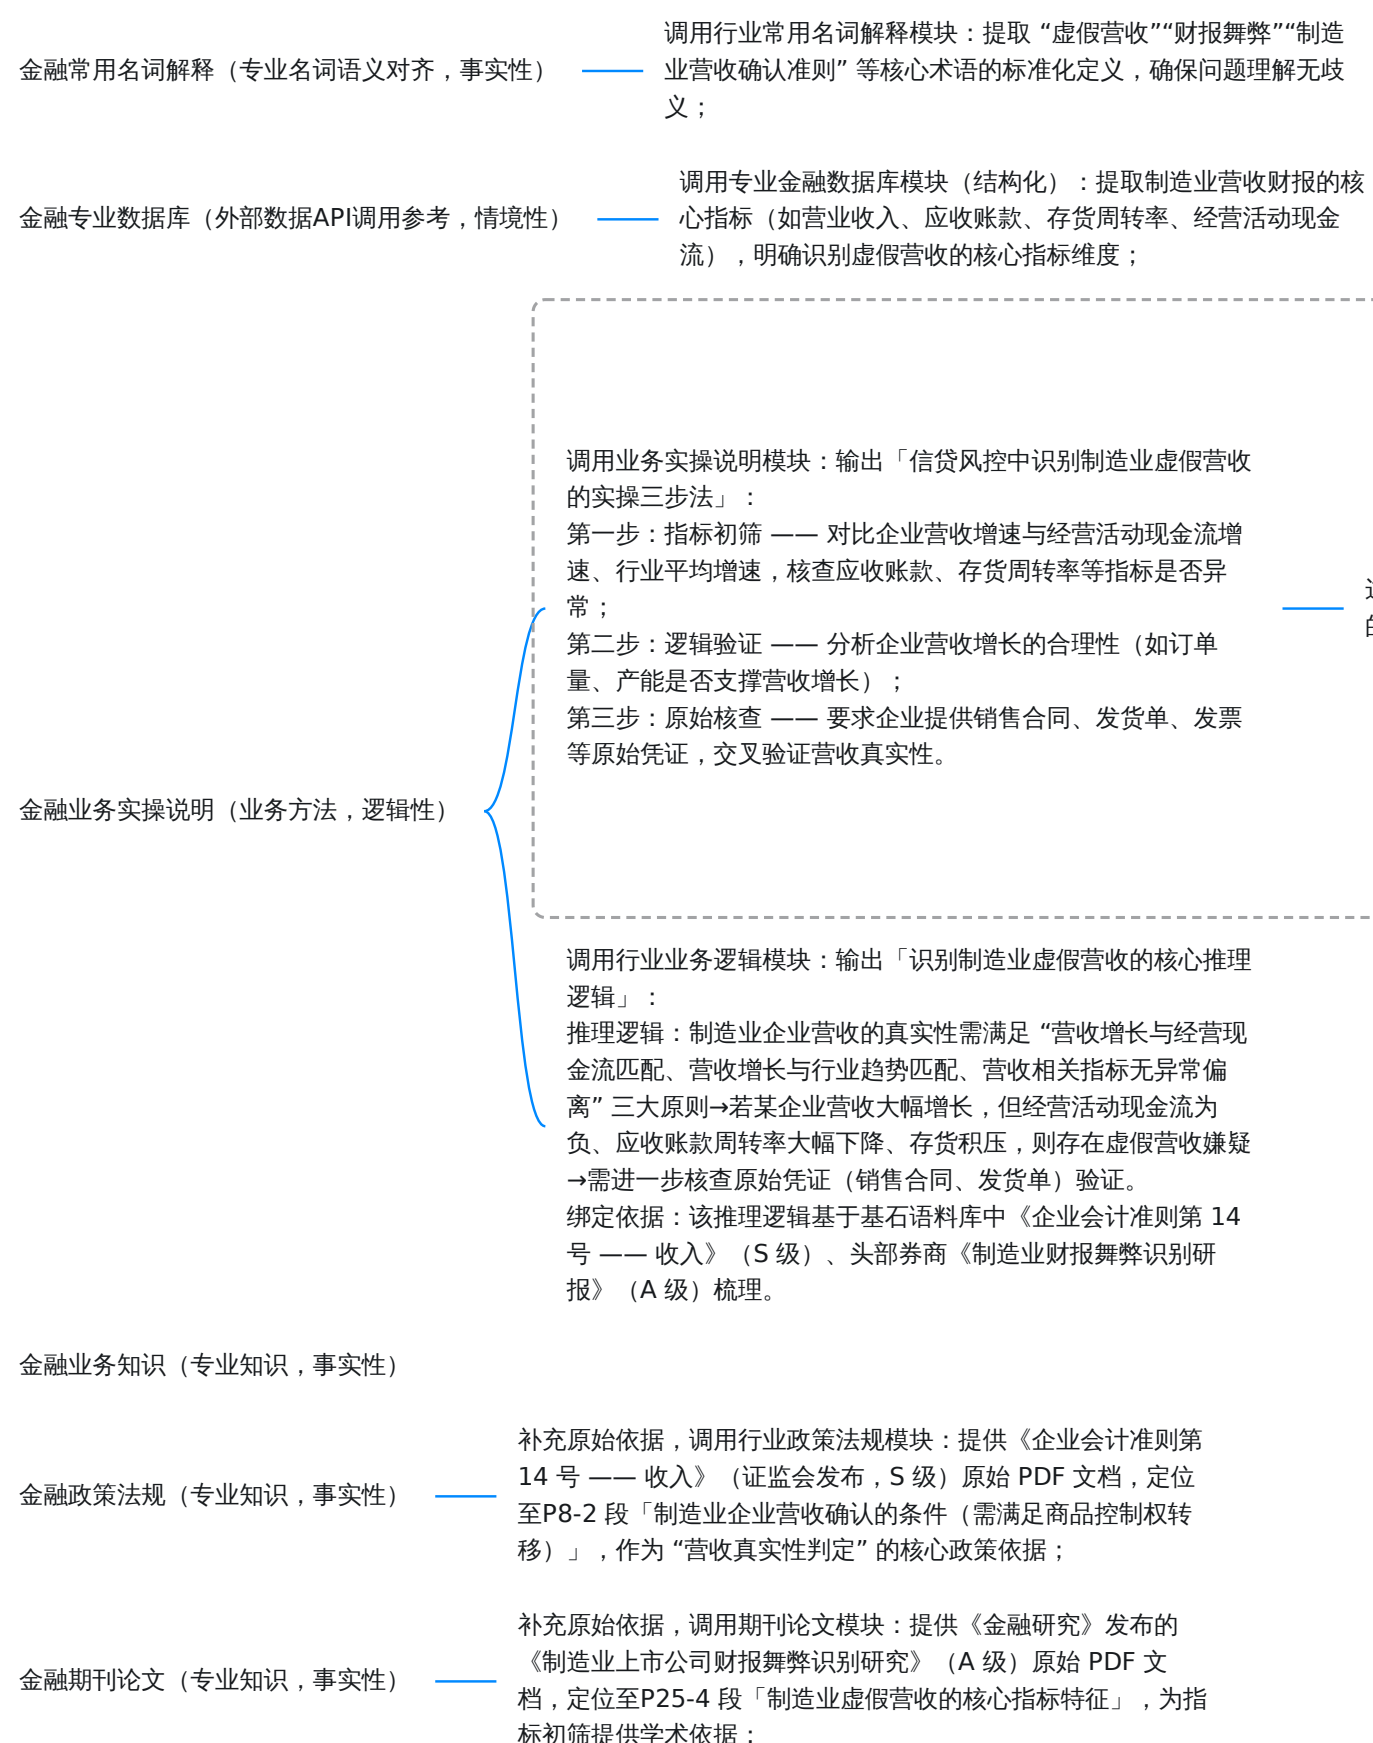 金融常用名词解释（专业名词语义对齐，事实性）
调用行业常用名词解释模块：提取 “虚假营收”“财报舞弊”“制造
业营收确认准则” 等核心术语的标准化定义，确保问题理解无歧
义；
金融专业数据库（外部数据API调用参考，情境性）
调用专业金融数据库模块（结构化）：提取制造业营收财报的核
心指标（如营业收入、应收账款、存货周转率、经营活动现金
流），明确识别虚假营收的核心指标维度；
金融业务实操说明（业务方法，逻辑性）
调用业务实操说明模块：输出「信贷风控中识别制造业虚假营收
的实操三步法」：
第一步：指标初筛 —— 对比企业营收增速与经营活动现金流增
速、行业平均增速，核查应收账款、存货周转率等指标是否异
常；
第二步：逻辑验证 —— 分析企业营收增长的合理性（如订单
量、产能是否支撑营收增长）；
第三步：原始核查 —— 要求企业提供销售合同、发货单、发票
等原始凭证，交叉验证营收真实性。
调用行业业务逻辑模块：输出「识别制造业虚假营收的核心推理
逻辑」：
推理逻辑：制造业企业营收的真实性需满足 “营收增长与经营现
金流匹配、营收增长与行业趋势匹配、营收相关指标无异常偏
离” 三大原则→若某企业营收大幅增长，但经营活动现金流为
负、应收账款周转率大幅下降、存货积压，则存在虚假营收嫌疑
→需进一步核查原始凭证（销售合同、发货单）验证。
绑定依据：该推理逻辑基于基石语料库中《企业会计准则第 14
号 —— 收入》（S 级）、头部券商《制造业财报舞弊识别研
报》（A 级）梳理。
金融业务知识（专业知识，事实性）
金融政策法规（专业知识，事实性）
补充原始依据，调用行业政策法规模块：提供《企业会计准则第
14 号 —— 收入》（证监会发布，S 级）原始 PDF 文档，定位
至P8-2 段「制造业企业营收确认的条件（需满足商品控制权转
移）」，作为 “营收真实性判定” 的核心政策依据；
金融期刊论文（专业知识，事实性）
补充原始依据，调用期刊论文模块：提供《金融研究》发布的
《制造业上市公司财报舞弊识别研究》（A 级）原始 PDF 文
档，定位至P25-4 段「制造业虚假营收的核心指标特征」，为指
标初筛提供学术依据；